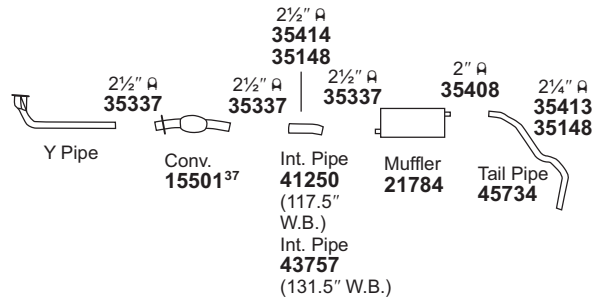 2½″
35414
35148
2½″
35337
2½″
35337
2½″
35337
2″
35408
2¼″
35413
35148
Y Pipe
Conv.
15501³⁷
Int. Pipe
41250
(117.5″
W.B.)
Int. Pipe
43757
(131.5″ W.B.)
Muffler
21784
Tail Pipe
45734